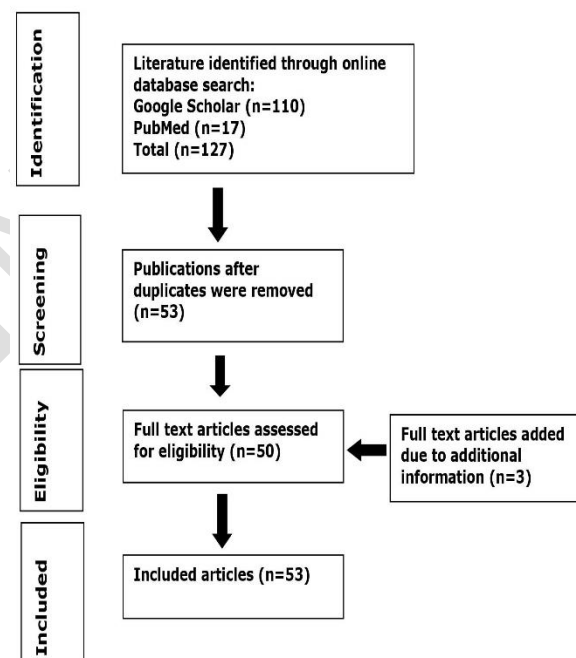 Identification
Literature identified through online
database search:
Google Scholar (n=110)
PubMed (n=17)
Total (n=127)
Screening
Publications after
duplicates were removed
(n=53)
Eligibility
Full text articles assessed
for eligibility (n=50)
Full text articles added
due to additional
information (n=3)
Included
Included articles (n=53)